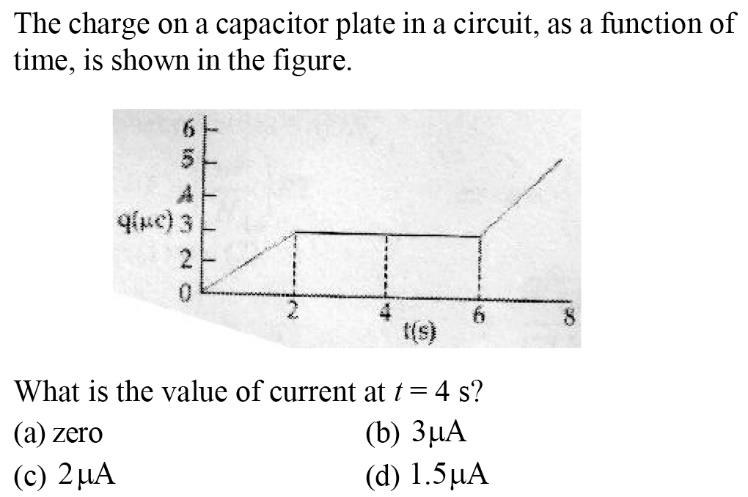 The charge on a capacitor plate in a circuit, as a function of
time, is shown in the figure.
6
5
4
q(μc) 3
2
0
2 4 6 8
t(s)
What is the value of current at t = 4 s?
(a) zero (b) 3μA
(c) 2μA (d) 1.5μA